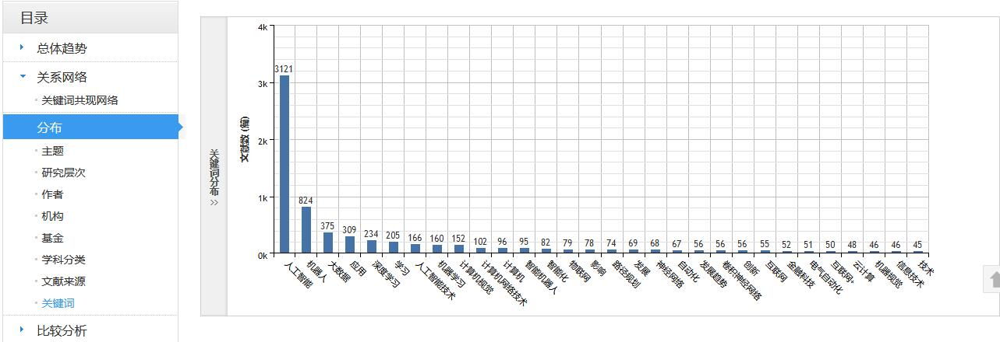 目录
总体趋势
关系网络
关键词共现网络
分布
主题
研究层次
作者
机构
基金
学科分类
文献来源
关键词
比较分析
关键词分布 >>
文献数(篇)
4k
3k
2k
1k
0k
3121
824
375
309
234
205
166
160
152
102
96
95
82
79
78
74
69
68
67
56
56
56
55
52
51
50
48
46
46
45
人工智能
机器人
大数据
应用
深度学习
学习
人工智能技术
机器学习
计算机视觉
计算机网络技术
计算机
智能机器人
智能化
物联网
影响
路径规划
发展
神经网络
自动化
发展趋势
卷积神经网络
创新
互联网
金融科技
电气自动化
互联网+
云计算
机器视觉
信息技术
技术